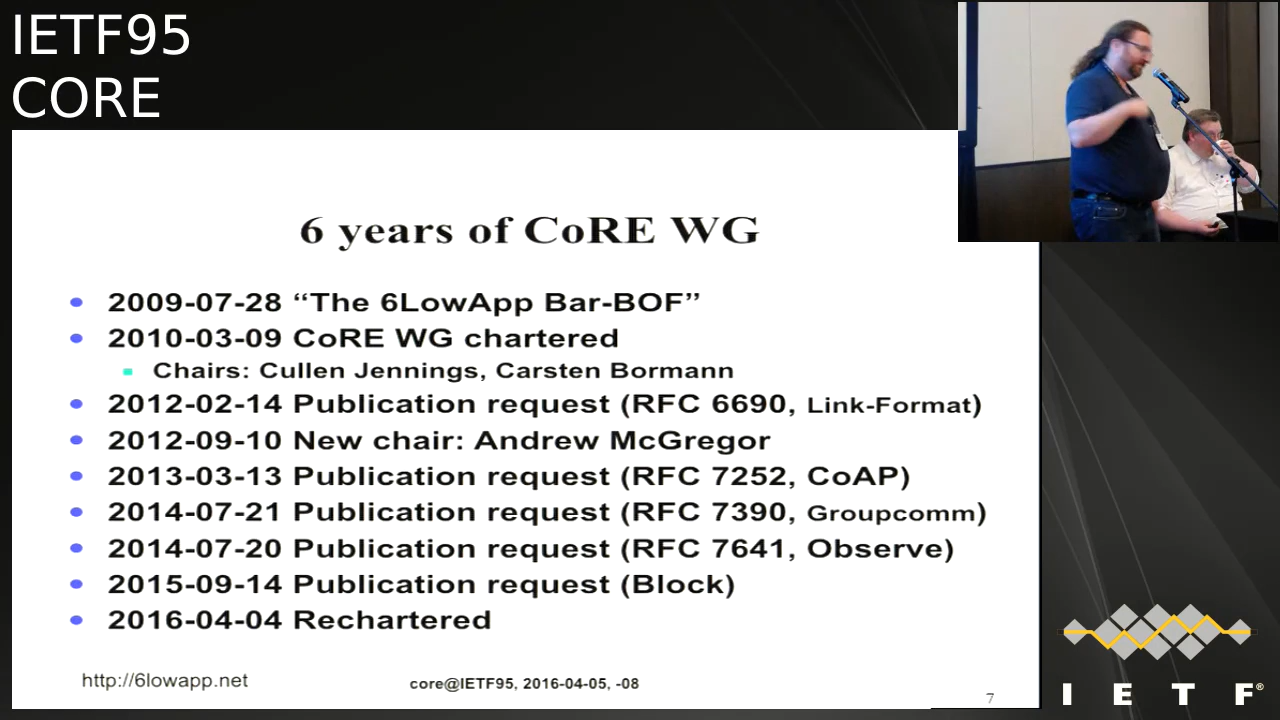 IETF95
CORE
6 years of CoRE WG
2009-07-28 “The 6LowApp Bar-BOF”
2010-03-09 CoRE WG chartered
Chairs: Cullen Jennings, Carsten Bormann
2012-02-14 Publication request (RFC 6690, Link-Format)
2012-09-10 New chair: Andrew McGregor
2013-03-13 Publication request (RFC 7252, CoAP)
2014-07-21 Publication request (RFC 7390, Groupcomm)
2014-07-20 Publication request (RFC 7641, Observe)
2015-09-14 Publication request (Block)
2016-04-04 Rechartered
http://6lowapp.net
core@IETF95, 2016-04-05, -08
7
I E T F®